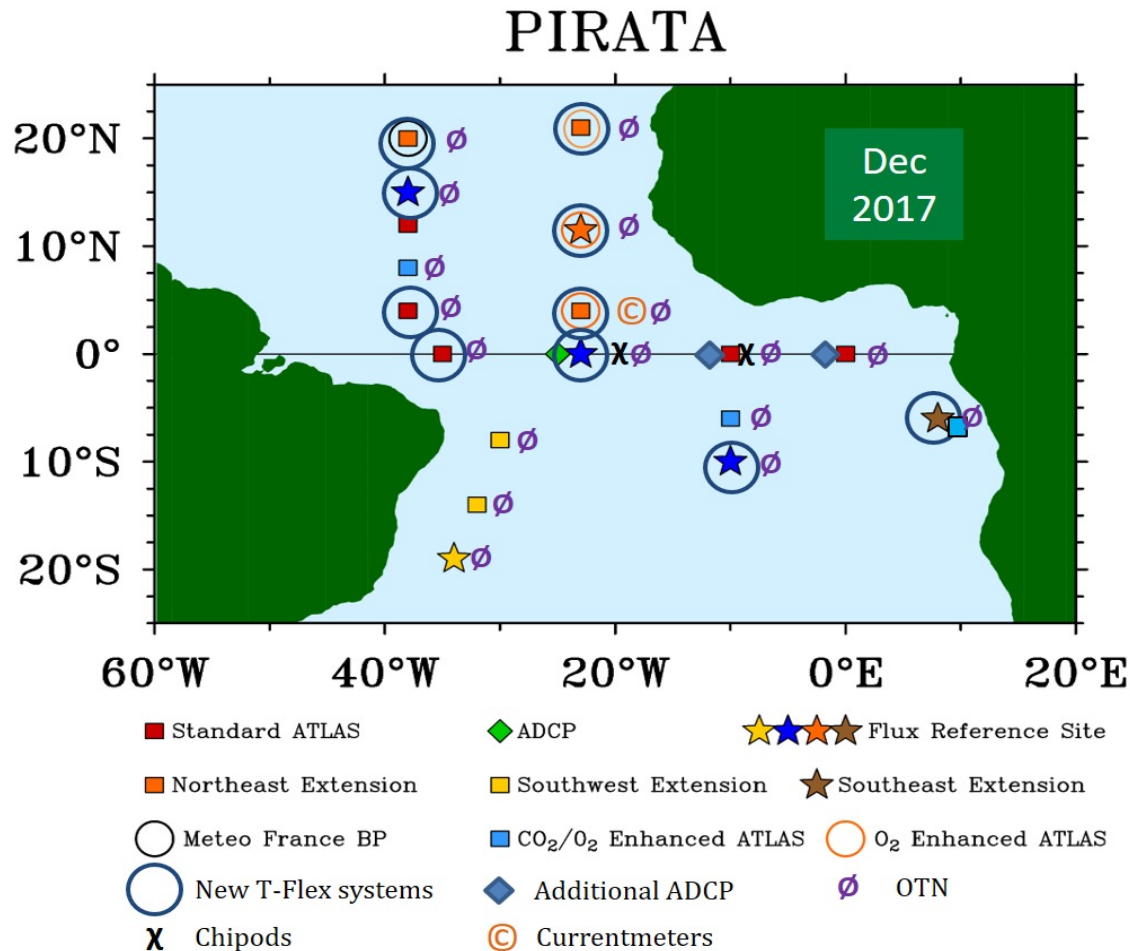 PIRATA
20°N
10°N
0°
10°S
20°S
Dec
2017
ø
ø
ø
ø
ø
ø
ø
© ø
χ ø
χ ø
ø
ø
ø
ø
ø
ø
ø
60°W 40°W 20°W 0°E 20°E
Standard ATLAS ADCP Flux Reference Site
Northeast Extension Southwest Extension Southeast Extension
Meteo France BP CO₂/O₂ Enhanced ATLAS O₂ Enhanced ATLAS
New T-Flex systems Additional ADCP ø OTN
χ Chipods © Currentmeters